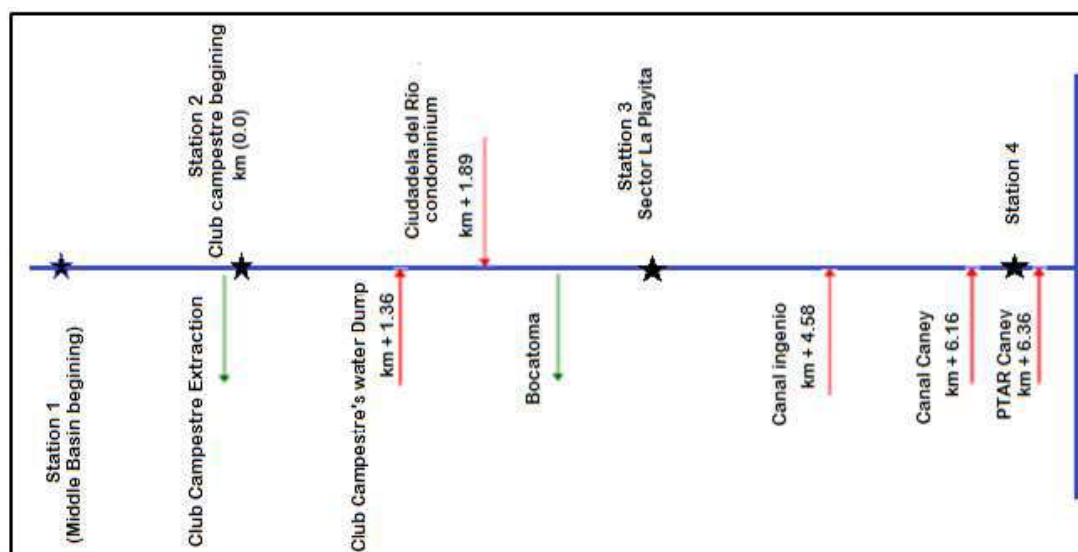 Station 1
(Middle Basin begining)
Club Campestre Extraction
Station 2
Club campestre begining
km (0.0)
Club Campestre's water Dump
km + 1.36
Ciudadela del Rio
condominium
km + 1.89
Bocatoma
Stattion 3
Sector La Playita
Canal ingenio
km + 4.58
Canal Caney
km + 6.16
Station 4
PTAR Caney
km + 6.36